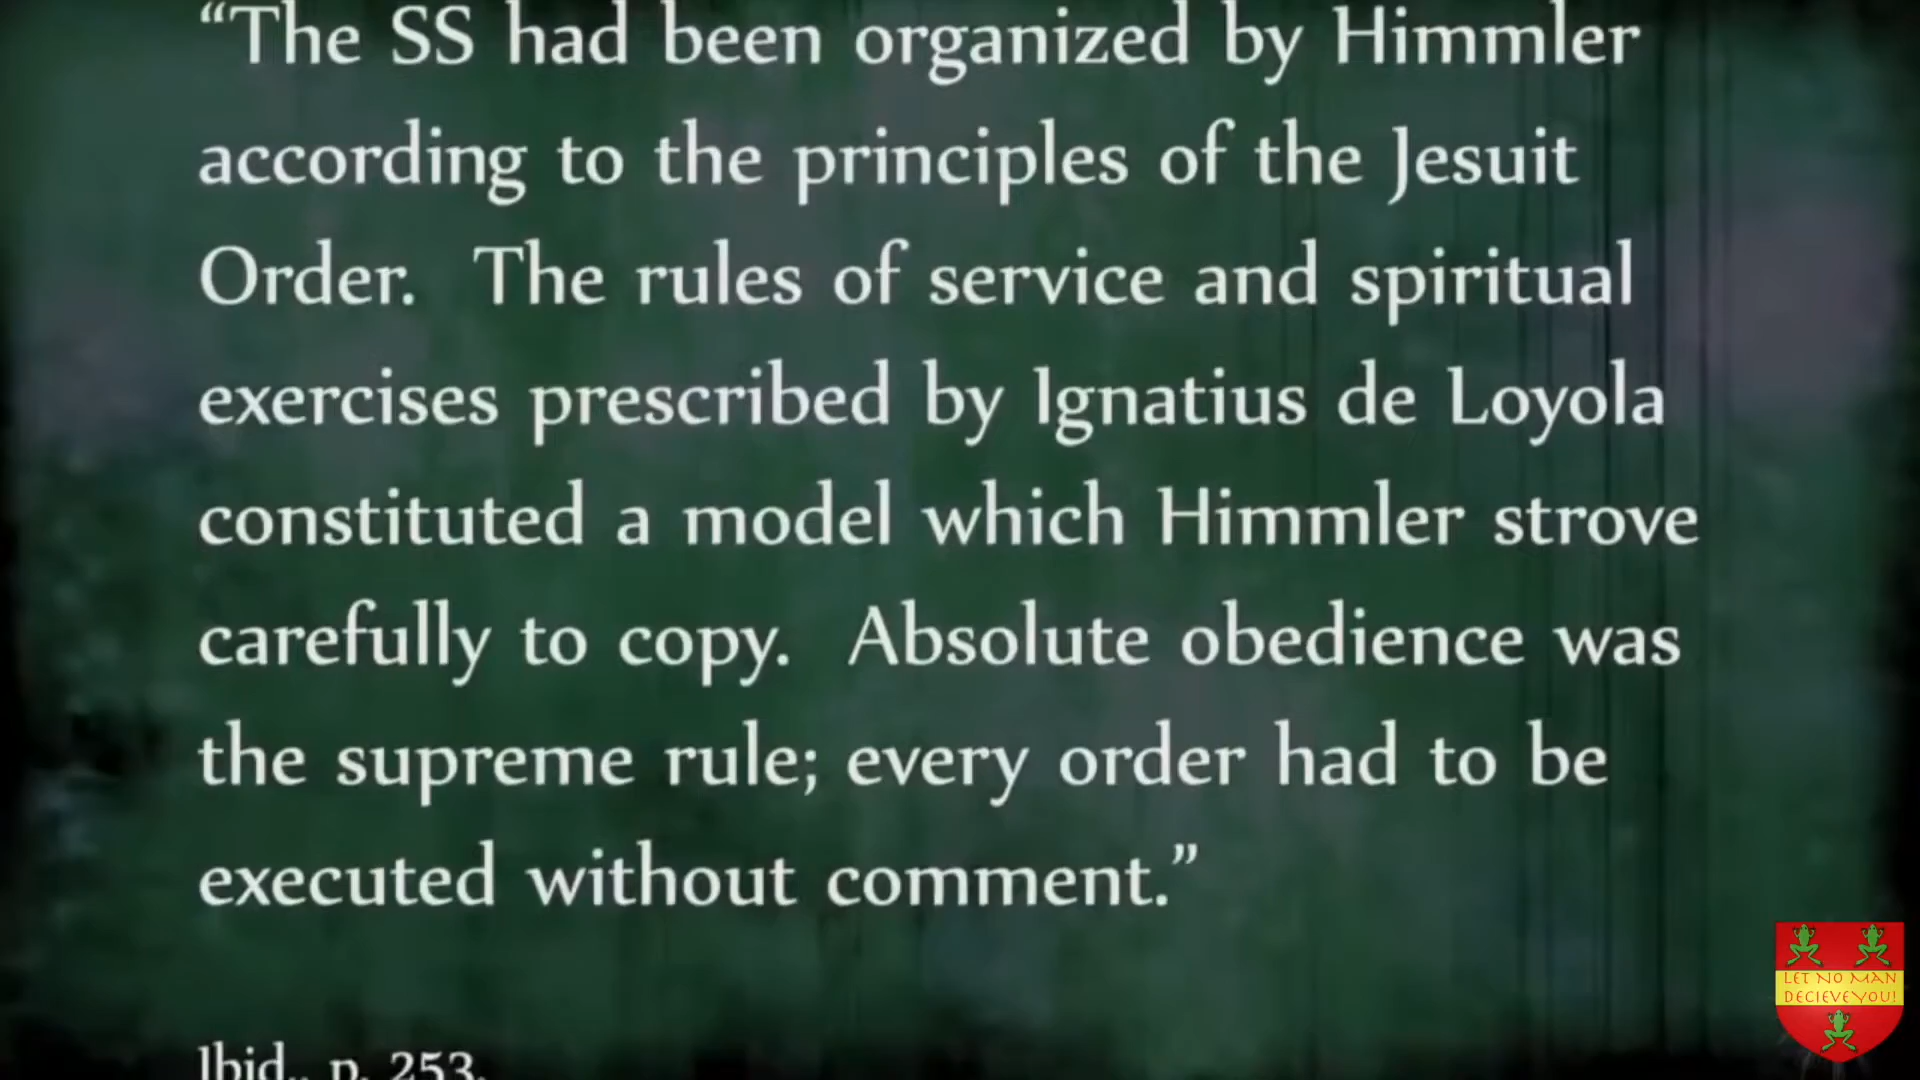 “The SS had been organized by Himmler
according to the principles of the Jesuit
Order. The rules of service and spiritual
exercises prescribed by Ignatius de Loyola
constituted a model which Himmler strove
carefully to copy. Absolute obedience was
the supreme rule; every order had to be
executed without comment.”
LET NO MAN
DECIEVE YOU!
Ibid., p. 253.